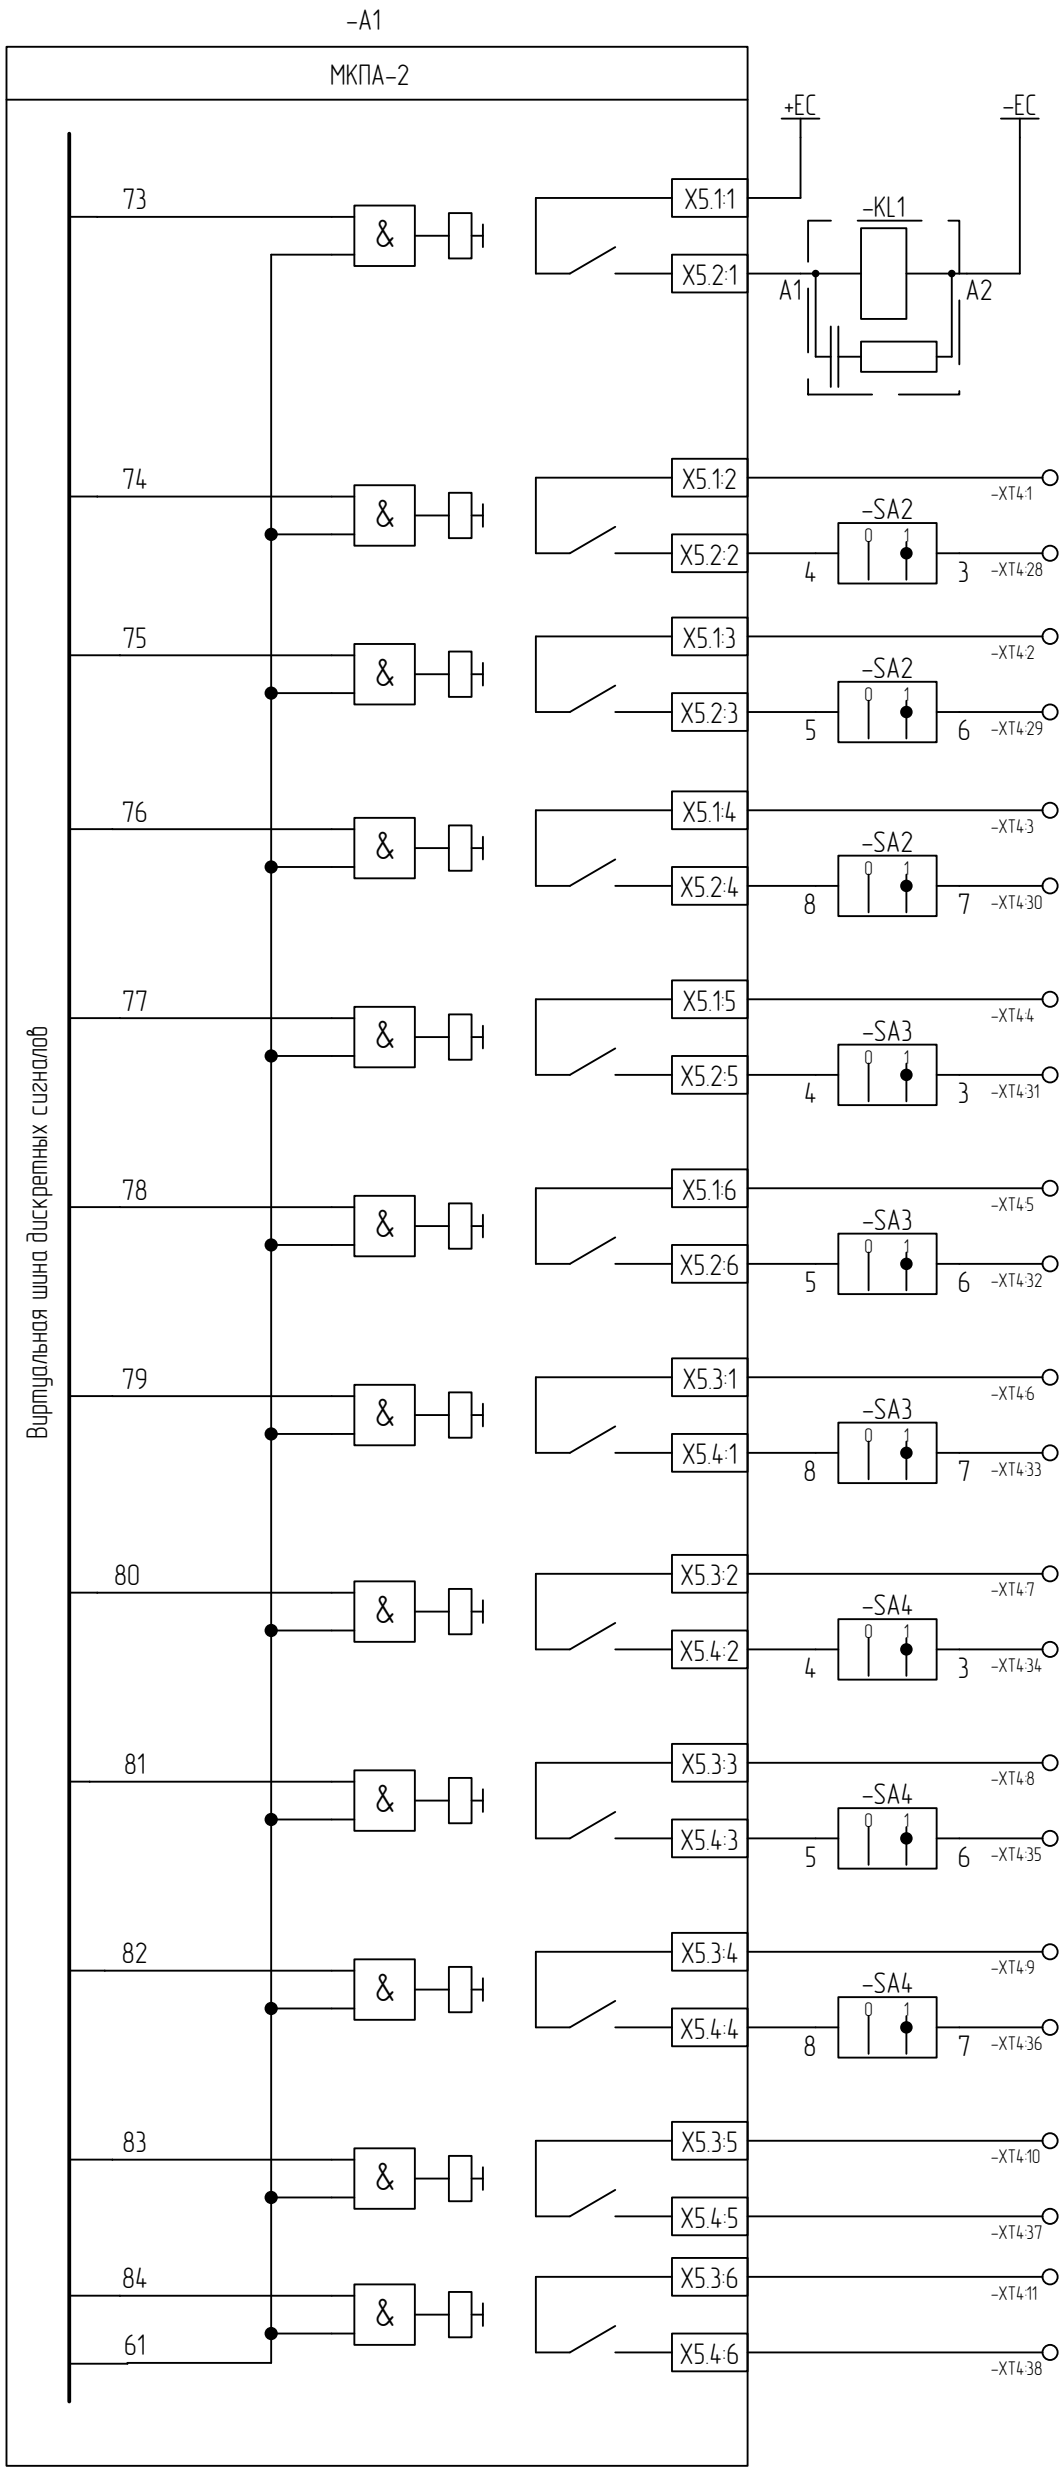 -A1
МКПА-2
+EC
-EC
73
&
X5.1:1
-KL1
X5.2:1
A1
A2
74
&
X5.1:2
-XT4:1
-SA2
0 1
X5.2:2
4
3
-XT4:28
75
&
X5.1:3
-XT4:2
-SA2
0 1
X5.2:3
5
6
-XT4:29
76
&
X5.1:4
-XT4:3
-SA2
0 1
X5.2:4
8
7
-XT4:30
77
&
X5.1:5
-XT4:4
-SA3
0 1
X5.2:5
4
3
-XT4:31
Виртуальная шина дискретных сигналов
78
&
X5.1:6
-XT4:5
-SA3
0 1
X5.2:6
5
6
-XT4:32
79
&
X5.3:1
-XT4:6
-SA3
0 1
X5.4:1
8
7
-XT4:33
80
&
X5.3:2
-XT4:7
-SA4
0 1
X5.4:2
4
3
-XT4:34
81
&
X5.3:3
-XT4:8
-SA4
0 1
X5.4:3
5
6
-XT4:35
82
&
X5.3:4
-XT4:9
-SA4
0 1
X5.4:4
8
7
-XT4:36
83
&
X5.3:5
-XT4:10
X5.4:5
-XT4:37
84
&
X5.3:6
-XT4:11
61
X5.4:6
-XT4:38